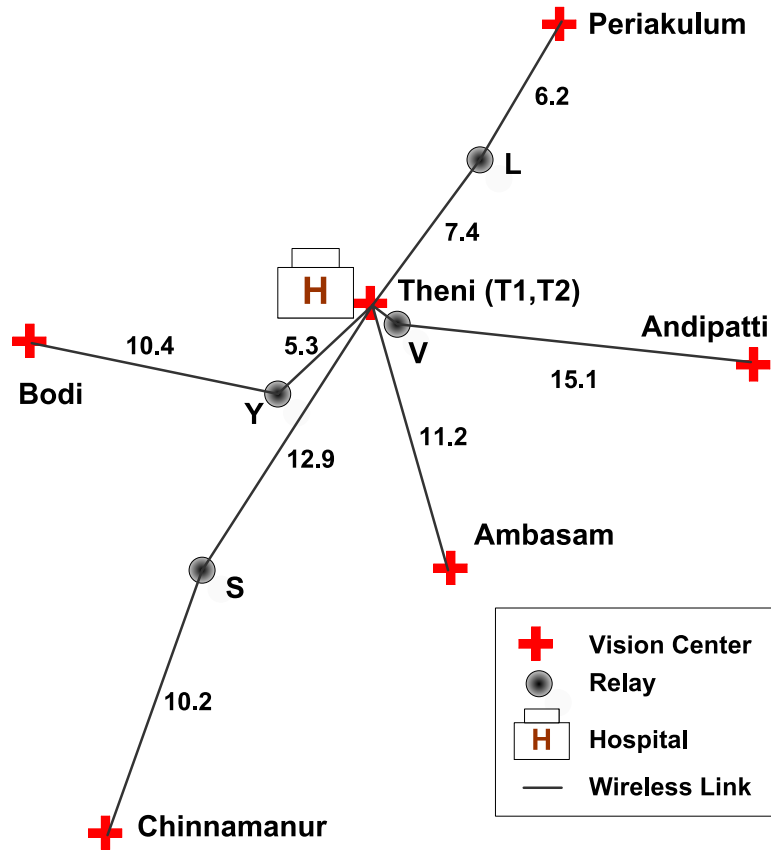 Periakulum
6.2
L
7.4
H
Theni (T1,T2)
Andipatti
V
10.4
5.3
15.1
Bodi
Y
11.2
12.9
Ambasam
S
Vision Center
Relay
10.2
H
Hospital
Wireless Link
Chinnamanur